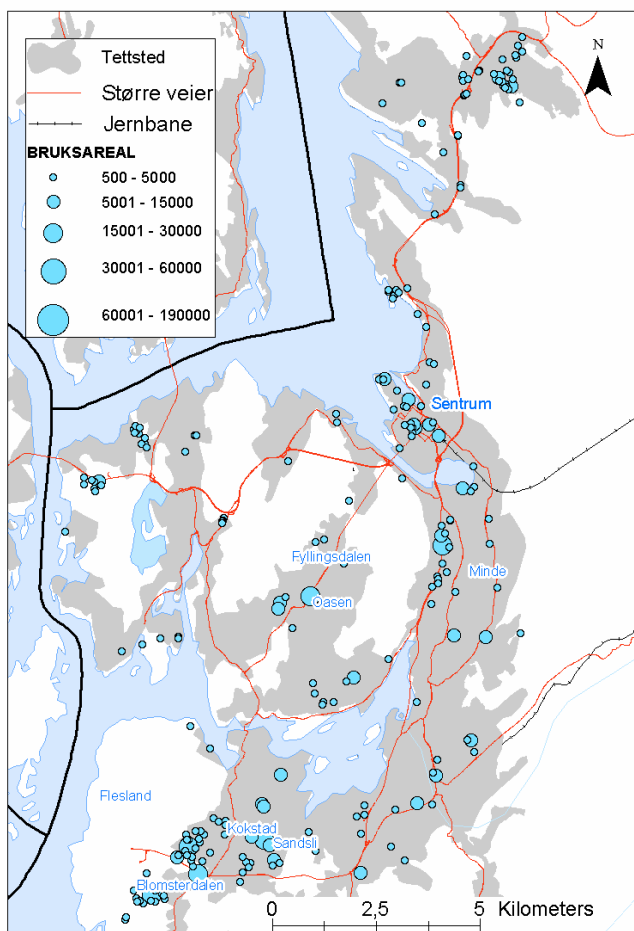 Tettsted
Større veier
Jernbane
BRUKSAREAL
500 - 5000
5001 - 15000
15001 - 30000
30001 - 60000
60001 - 190000
N
Sentrum
Fyllingsdalen
Minde
Oasen
Flesland
Kokstad
Sandsli
Blomsterdalen
0 2,5 5 Kilometers